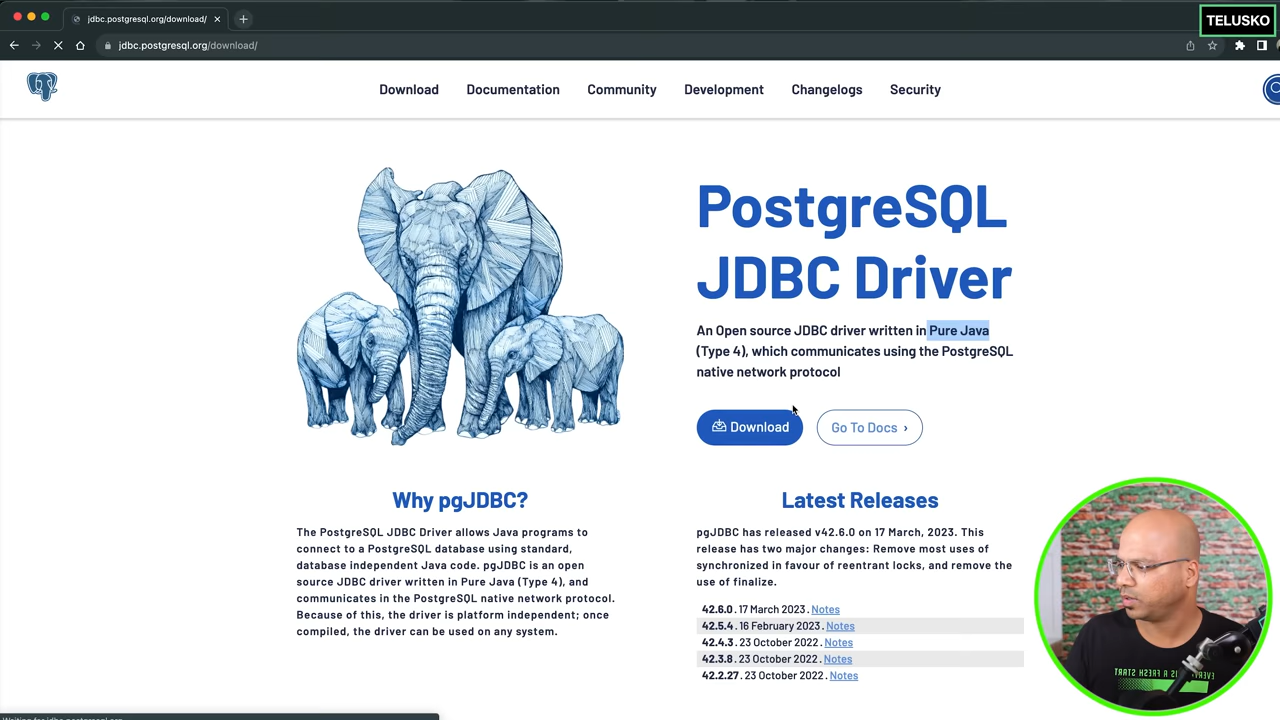 jdbc.postgresql.org/download/
TELUSKO
jdbc.postgresql.org/download/
Download Documentation Community Development Changelogs Security
PostgreSQL
JDBC Driver
An Open source JDBC driver written in Pure Java
(Type 4), which communicates using the PostgreSQL
native network protocol
Download Go To Docs ›
Why pgJDBC?
The PostgreSQL JDBC Driver allows Java programs to
connect to a PostgreSQL database using standard,
database independent Java code. pgJDBC is an open
source JDBC driver written in Pure Java (Type 4), and
communicates in the PostgreSQL native network protocol.
Because of this, the driver is platform independent; once
compiled, the driver can be used on any system.
Latest Releases
pgJDBC has released v42.6.0 on 17 March, 2023. This
release has two major changes: Remove most uses of
synchronized in favour of reentrant locks, and remove the
use of finalize.
42.6.0. 17 March 2023. Notes
42.5.4. 16 February 2023. Notes
42.4.3. 23 October 2022. Notes
42.3.8. 23 October 2022. Notes
42.2.27. 23 October 2022. Notes